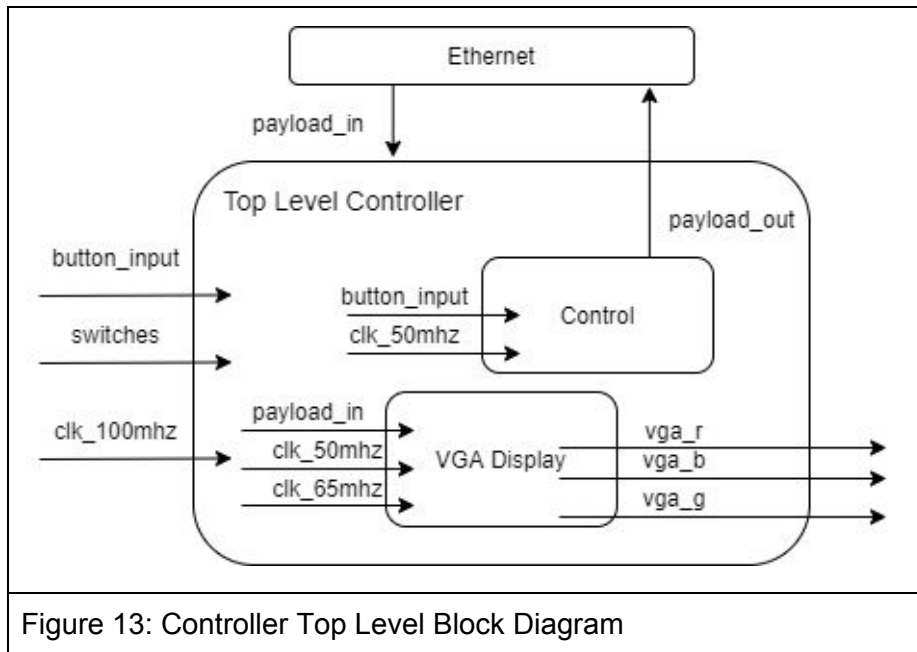 Ethernet
payload_in
Top Level Controller
payload_out
button_input
button_input
Control
switches
clk_50mhz
payload_in
clk_100mhz
vga_r
clk_50mhz
VGA Display
vga_b
clk_65mhz
vga_g
Figure 13: Controller Top Level Block Diagram